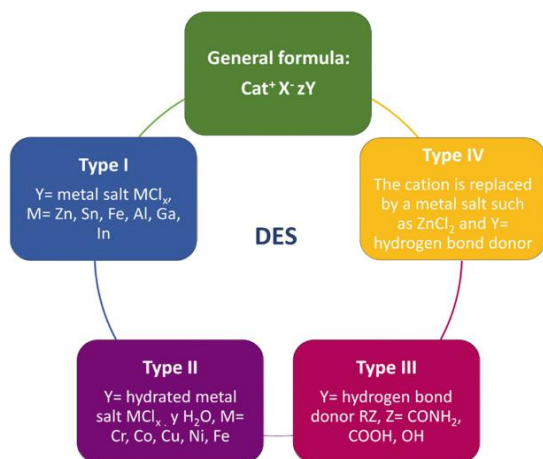 General formula:
Cat⁺ X⁻ zY
Type I
Y= metal salt MClₓ,
M= Zn, Sn, Fe, Al, Ga,
In
Type IV
The cation is replaced
by a metal salt such
as ZnCl₂ and Y=
hydrogen bond donor
DES
Type II
Y= hydrated metal
salt MClₓ . y H₂O, M=
Cr, Co, Cu, Ni, Fe
Type III
Y= hydrogen bond
donor RZ, Z= CONH₂,
COOH, OH